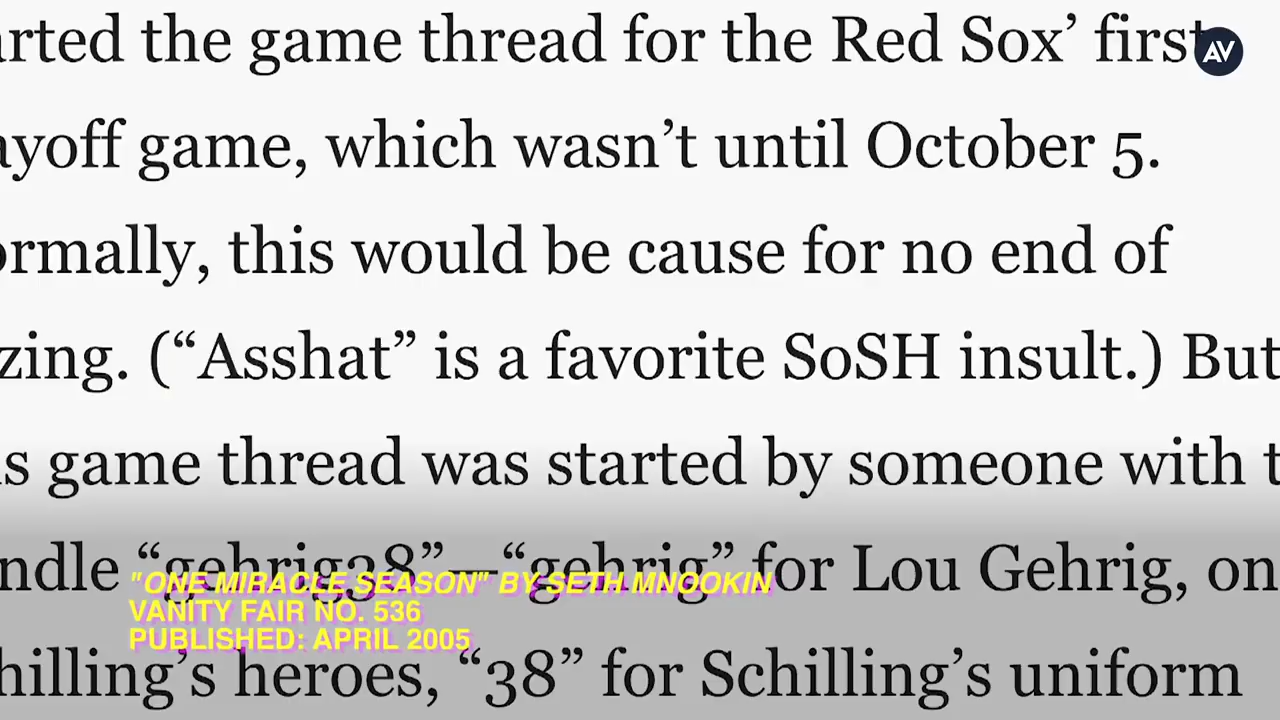 arted the game thread for the Red Sox’ first
AV
ayoff game, which wasn’t until October 5.
ormally, this would be cause for no end of
zing. (“Asshat” is a favorite SoSH insult.) But
is game thread was started by someone with t
ndle “gehrig38”—“gehrig” for Lou Gehrig, on
"ONE MIRACLE SEASON" BY SETH MNOOKIN
VANITY FAIR NO. 536
PUBLISHED: APRIL 2005
hilling’s heroes, “38” for Schilling’s uniform